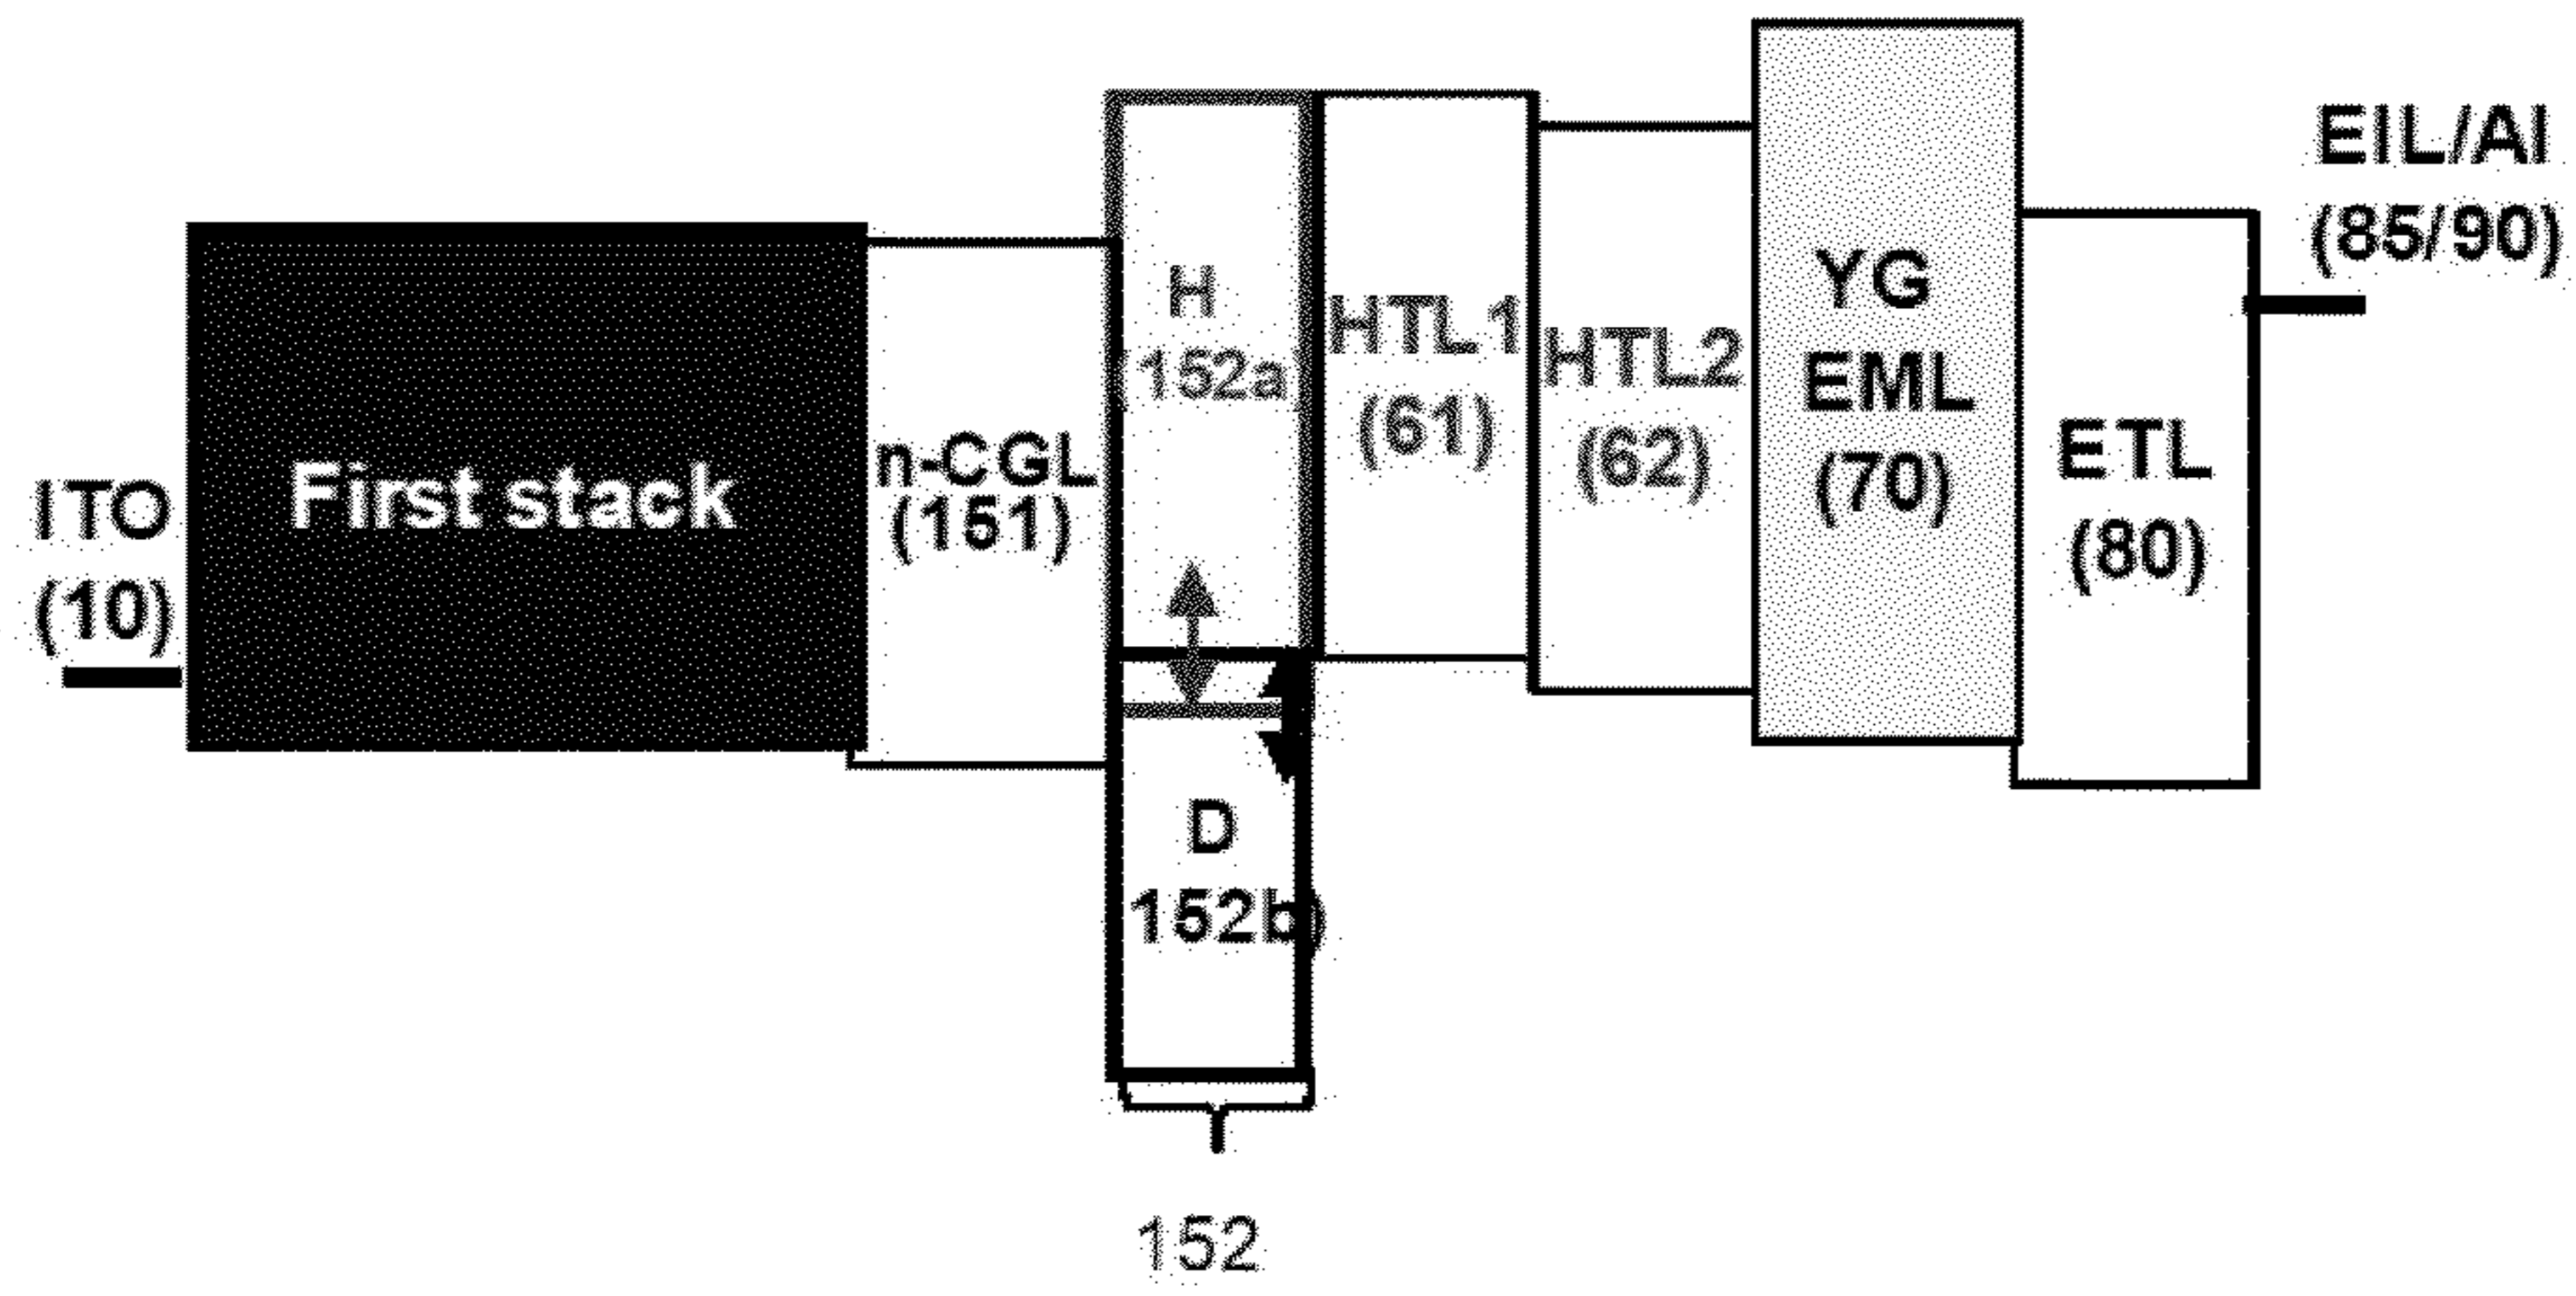 ITO
(10)
First stack
n-CGL
(151)
H
(152a
D
152b)
152
HTL1
(61)
HTL2
(62)
YG
EML
(70)
ETL
(80)
EIL/Al
(85/90)